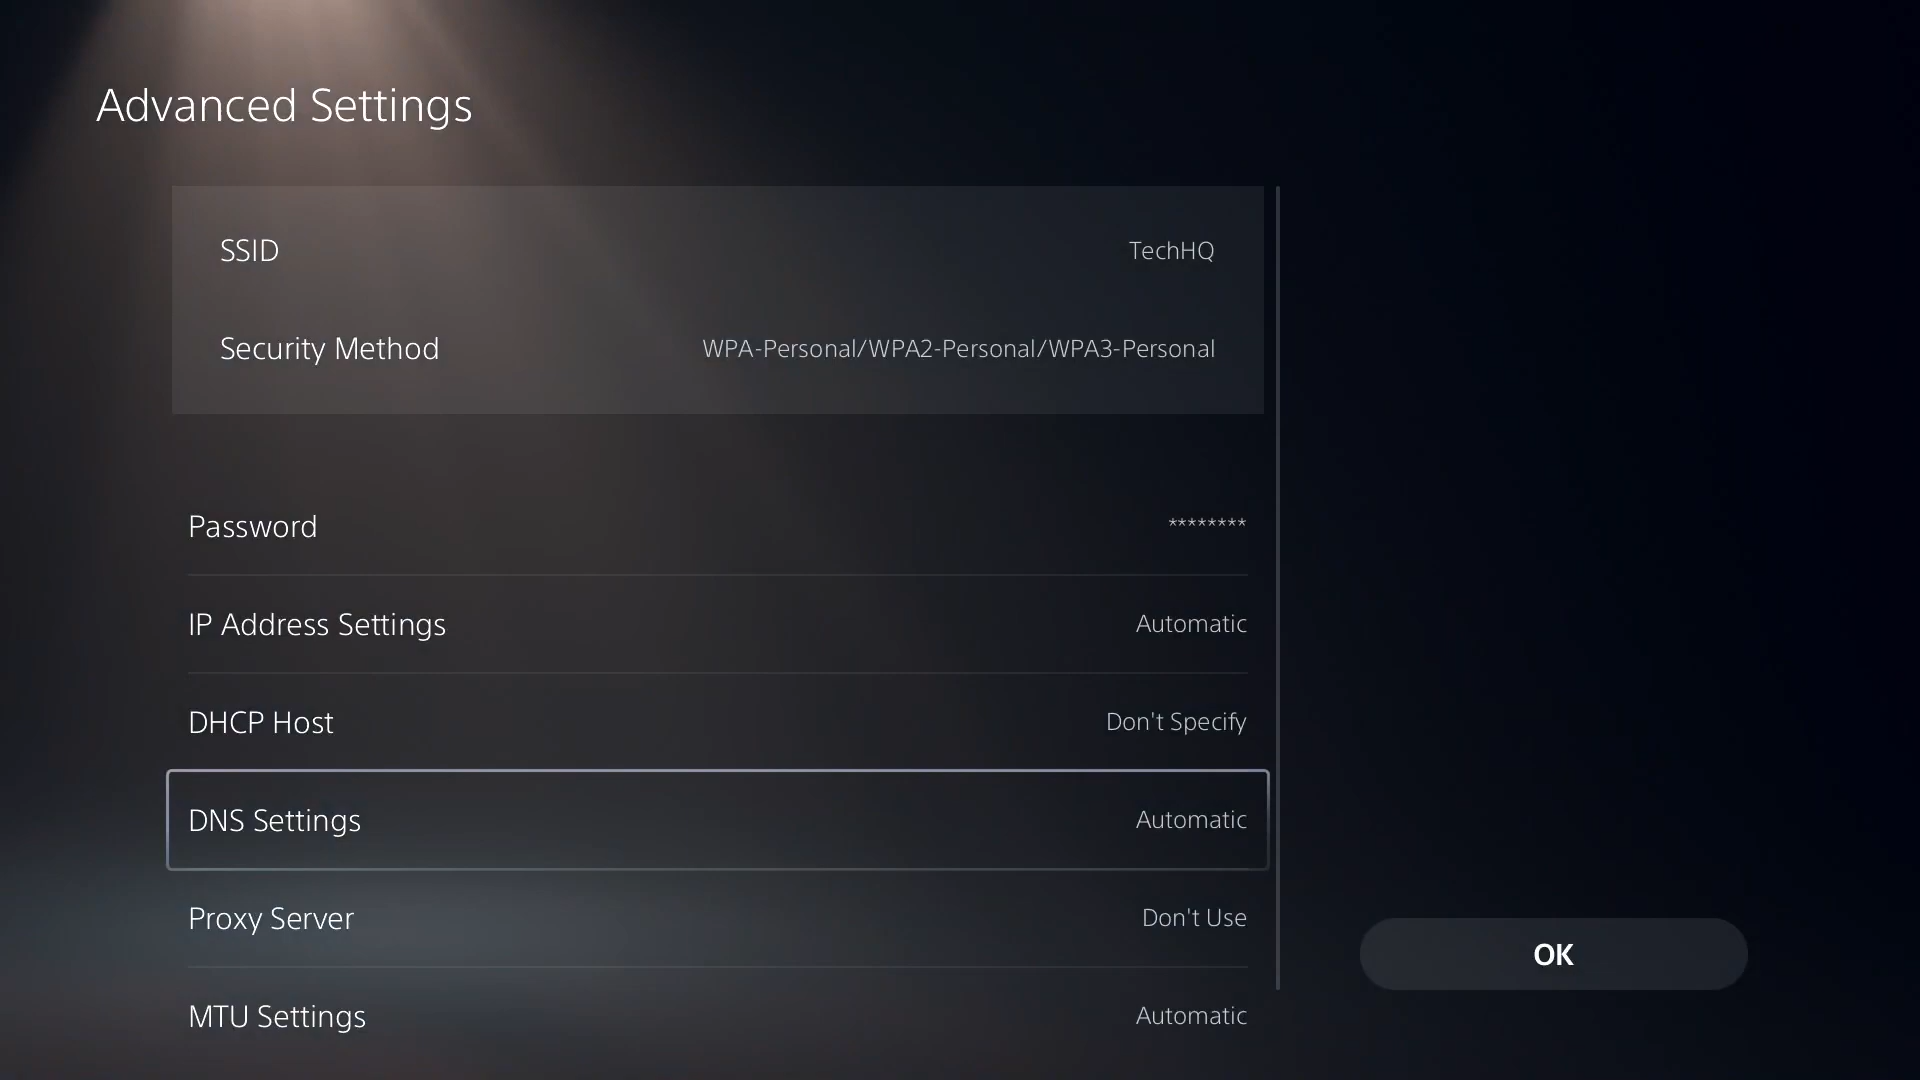 Advanced Settings
SSID TechHQ
Security Method WPA-Personal/WPA2-Personal/WPA3-Personal
Password ********
IP Address Settings Automatic
DHCP Host Don't Specify
DNS Settings Automatic
Proxy Server Don't Use
OK
MTU Settings Automatic